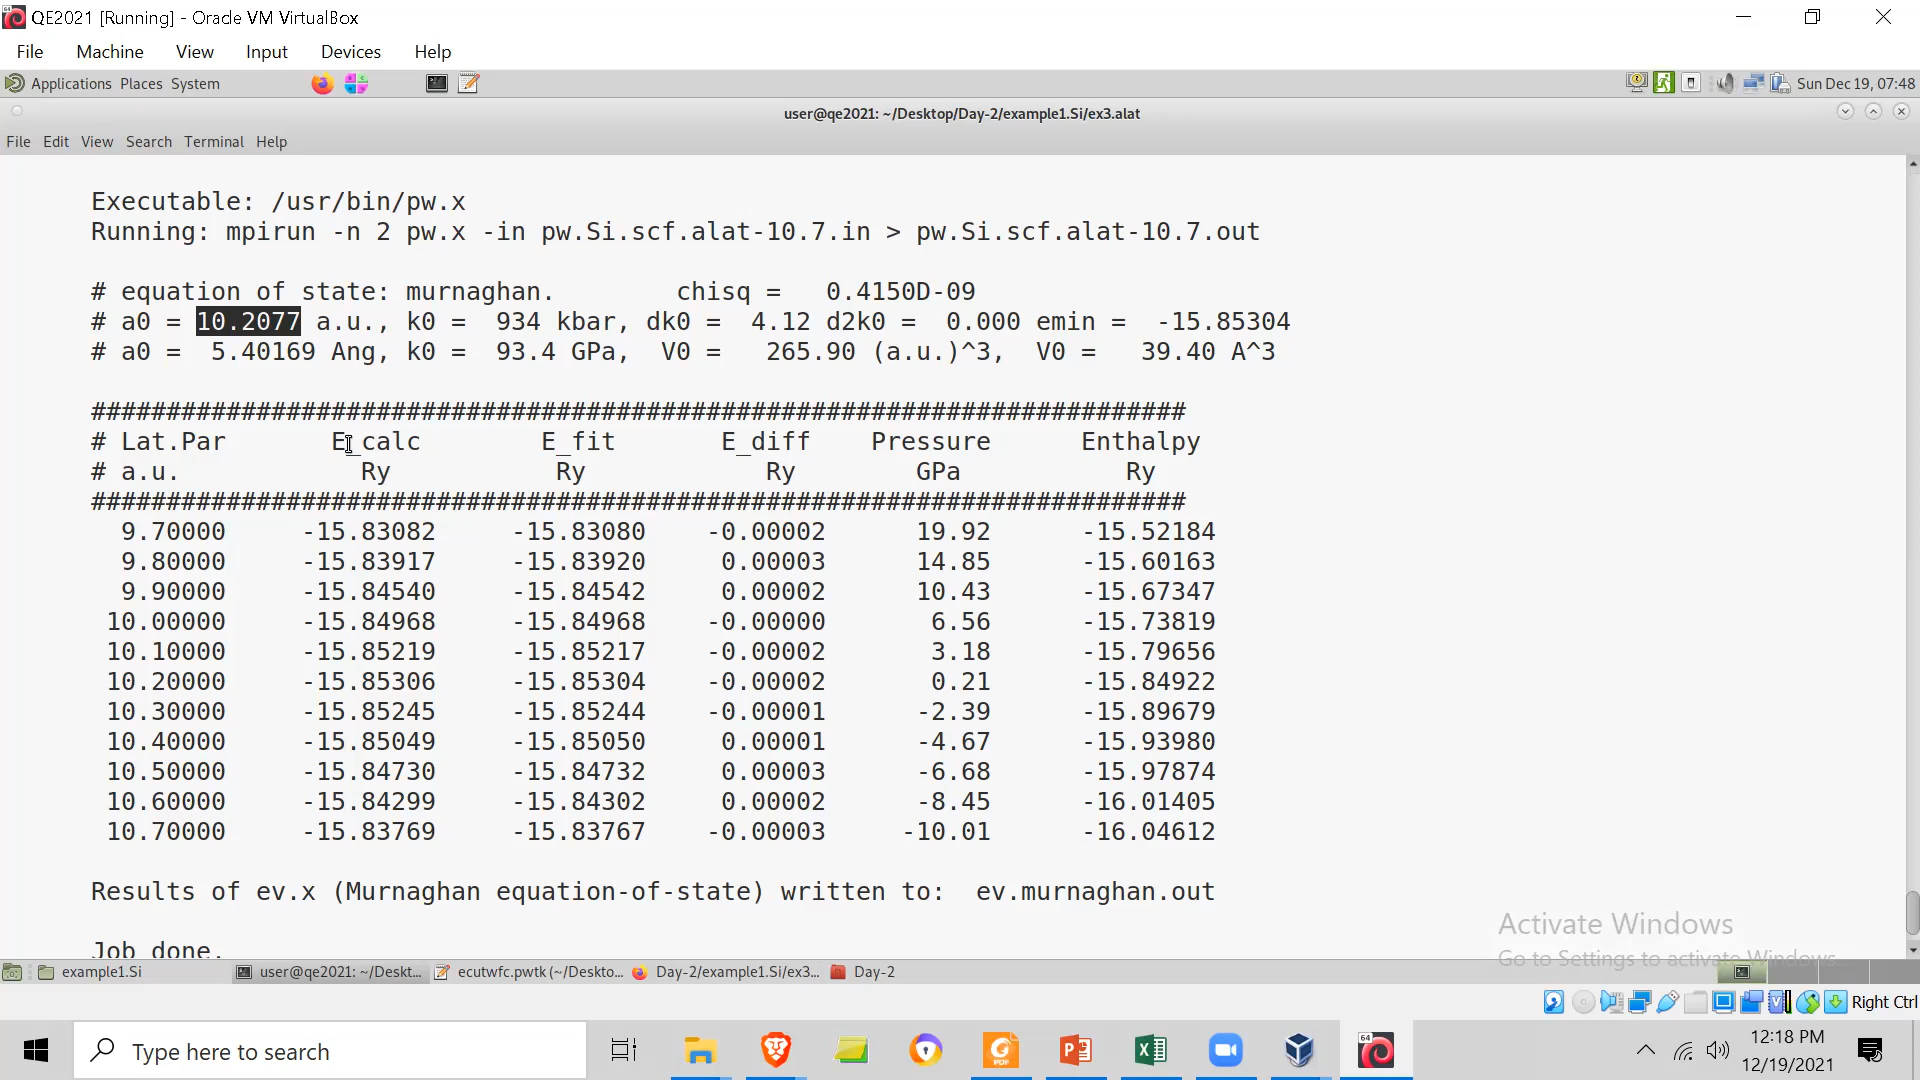 QE2021 [Running] - Oracle VM VirtualBox
File Machine View Input Devices Help
Applications Places System Sun Dec 19, 07:48
user@qe2021: ~/Desktop/Day-2/example1.Si/ex3.alat
File Edit View Search Terminal Help
Executable: /usr/bin/pw.x
Running: mpirun -n 2 pw.x -in pw.Si.scf.alat-10.7.in > pw.Si.scf.alat-10.7.out
# equation of state: murnaghan. chisq = 0.4150D-09
# a0 = 10.2077 a.u., k0 = 934 kbar, dk0 = 4.12 d2k0 = 0.000 emin = -15.85304
# a0 = 5.40169 Ang, k0 = 93.4 GPa, V0 = 265.90 (a.u.)^3, V0 = 39.40 A^3
#########################################################################
# Lat.Par E_calc E_fit E_diff Pressure Enthalpy
# a.u. Ry Ry Ry GPa Ry
#########################################################################
9.70000 -15.83082 -15.83080 -0.00002 19.92 -15.52184
9.80000 -15.83917 -15.83920 0.00003 14.85 -15.60163
9.90000 -15.84540 -15.84542 0.00002 10.43 -15.67347
10.00000 -15.84968 -15.84968 -0.00000 6.56 -15.73819
10.10000 -15.85219 -15.85217 -0.00002 3.18 -15.79656
10.20000 -15.85306 -15.85304 -0.00002 0.21 -15.84922
10.30000 -15.85245 -15.85244 -0.00001 -2.39 -15.89679
10.40000 -15.85049 -15.85050 0.00001 -4.67 -15.93980
10.50000 -15.84730 -15.84732 0.00003 -6.68 -15.97874
10.60000 -15.84299 -15.84302 0.00002 -8.45 -16.01405
10.70000 -15.83769 -15.83767 -0.00003 -10.01 -16.04612
Results of ev.x (Murnaghan equation-of-state) written to: ev.murnaghan.out
Job done.
Activate Windows
Go to Settings to activate Windows.
example1.Si user@qe2021: ~/Deskt... ecutwfc.pwtk (~/Deskto... Day-2/example1.Si/ex3... Day-2
Right Ctrl
Type here to search
64
12:18 PM
12/19/2021